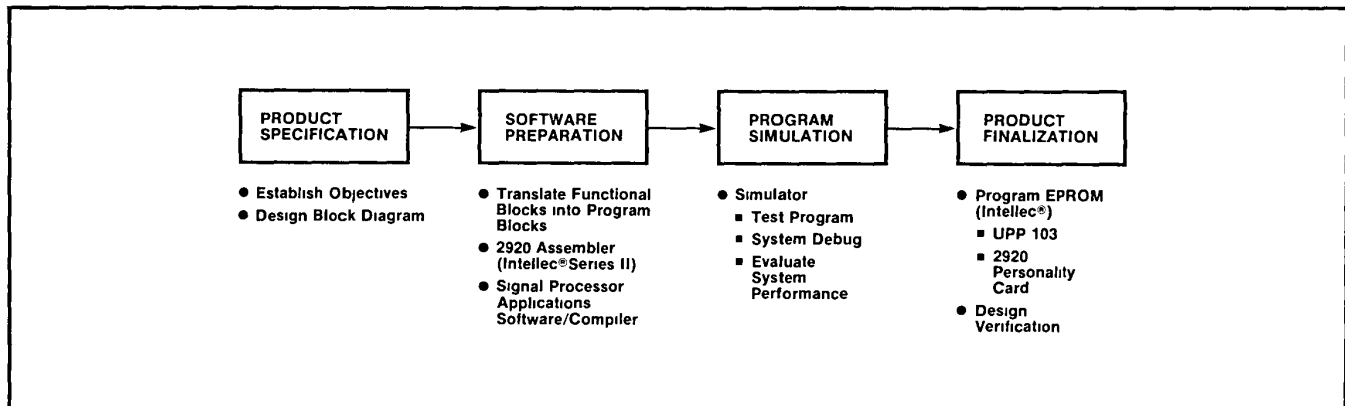 PRODUCT
SPECIFICATION
● Establish Objectives
● Design Block Diagram
SOFTWARE
PREPARATION
● Translate Functional
Blocks into Program
Blocks
● 2920 Assembler
(Intellec® Series II)
● Signal Processor
Applications
Software/Compiler
PROGRAM
SIMULATION
● Simulator
■ Test Program
■ System Debug
■ Evaluate
System
Performance
PRODUCT
FINALIZATION
● Program EPROM
(Intellec®)
■ UPP 103
■ 2920
Personality
Card
● Design
Verification